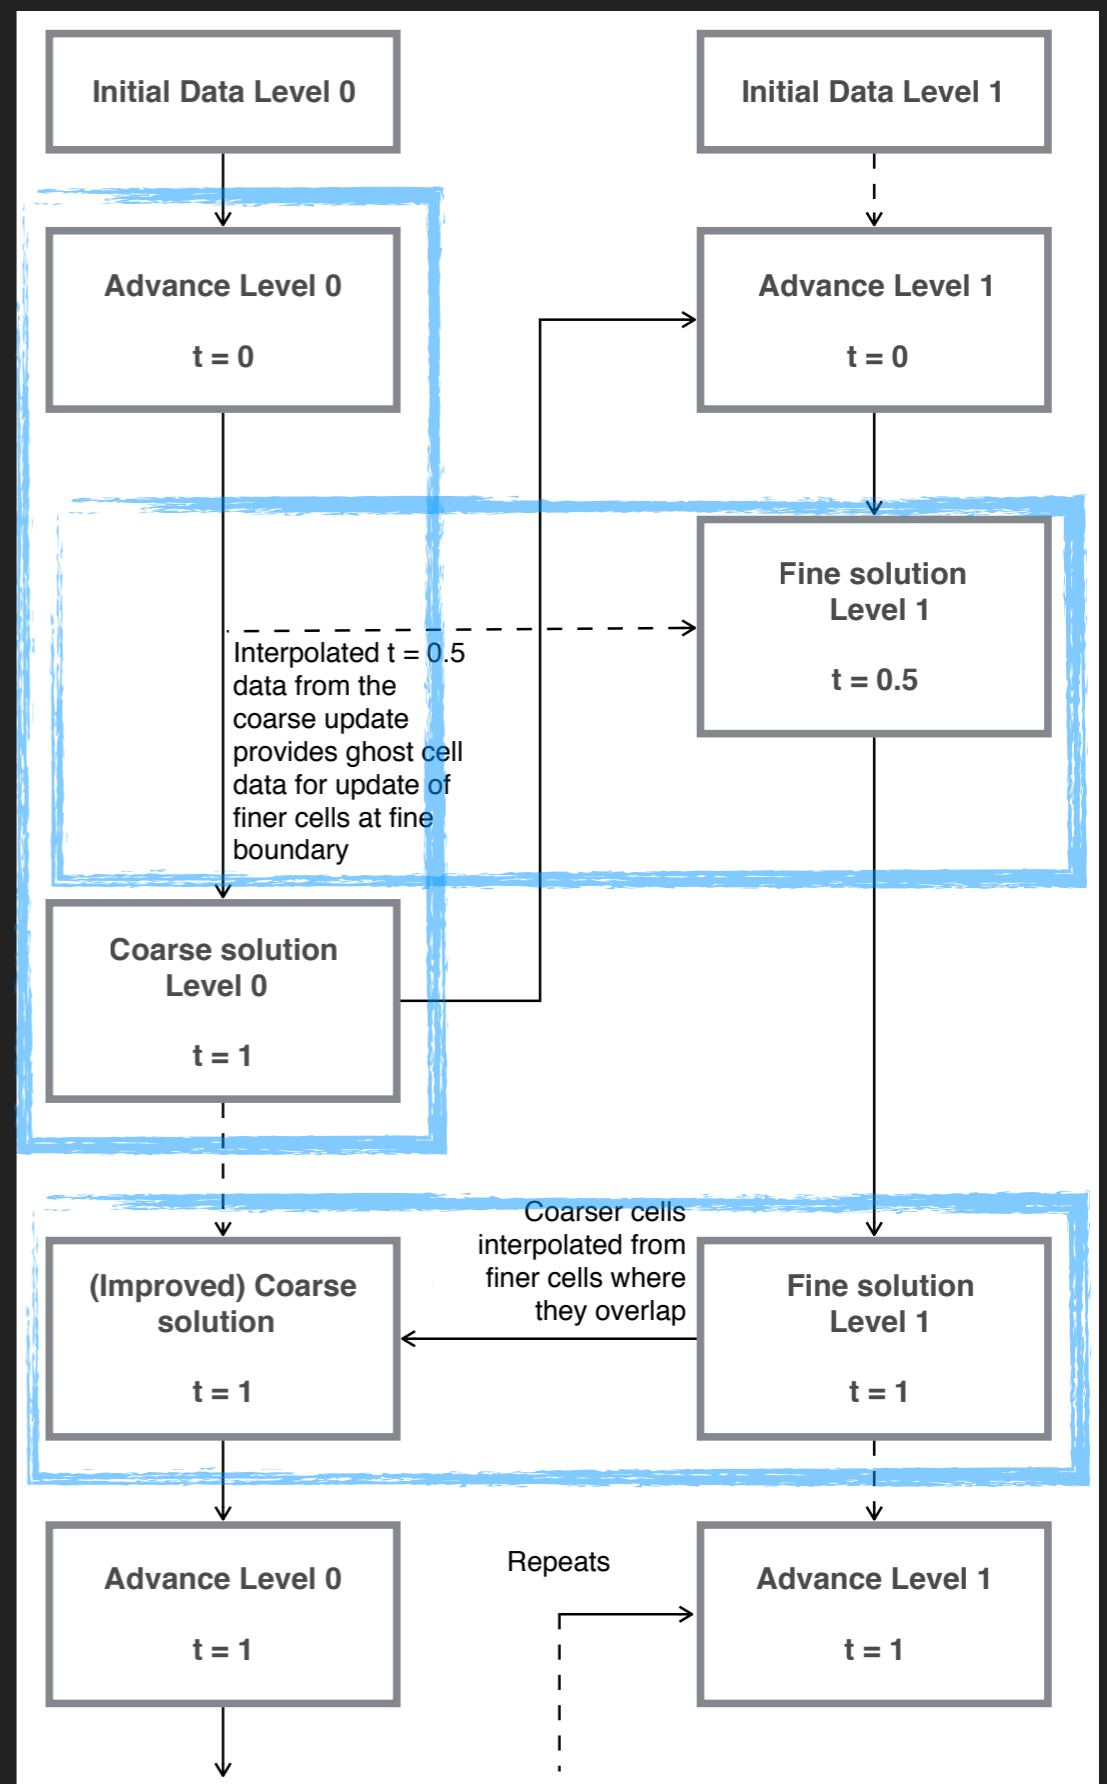 Initial Data Level 0
Initial Data Level 1
Advance Level 0
t = 0
Advance Level 1
t = 0
Fine solution
Level 1
t = 0.5
Interpolated t = 0.5
data from the
coarse update
provides ghost cell
data for update of
finer cells at fine
boundary
Coarse solution
Level 0
t = 1
Coarser cells
interpolated from
finer cells where
they overlap
(Improved) Coarse
solution
t = 1
Fine solution
Level 1
t = 1
Advance Level 0
t = 1
Repeats
Advance Level 1
t = 1